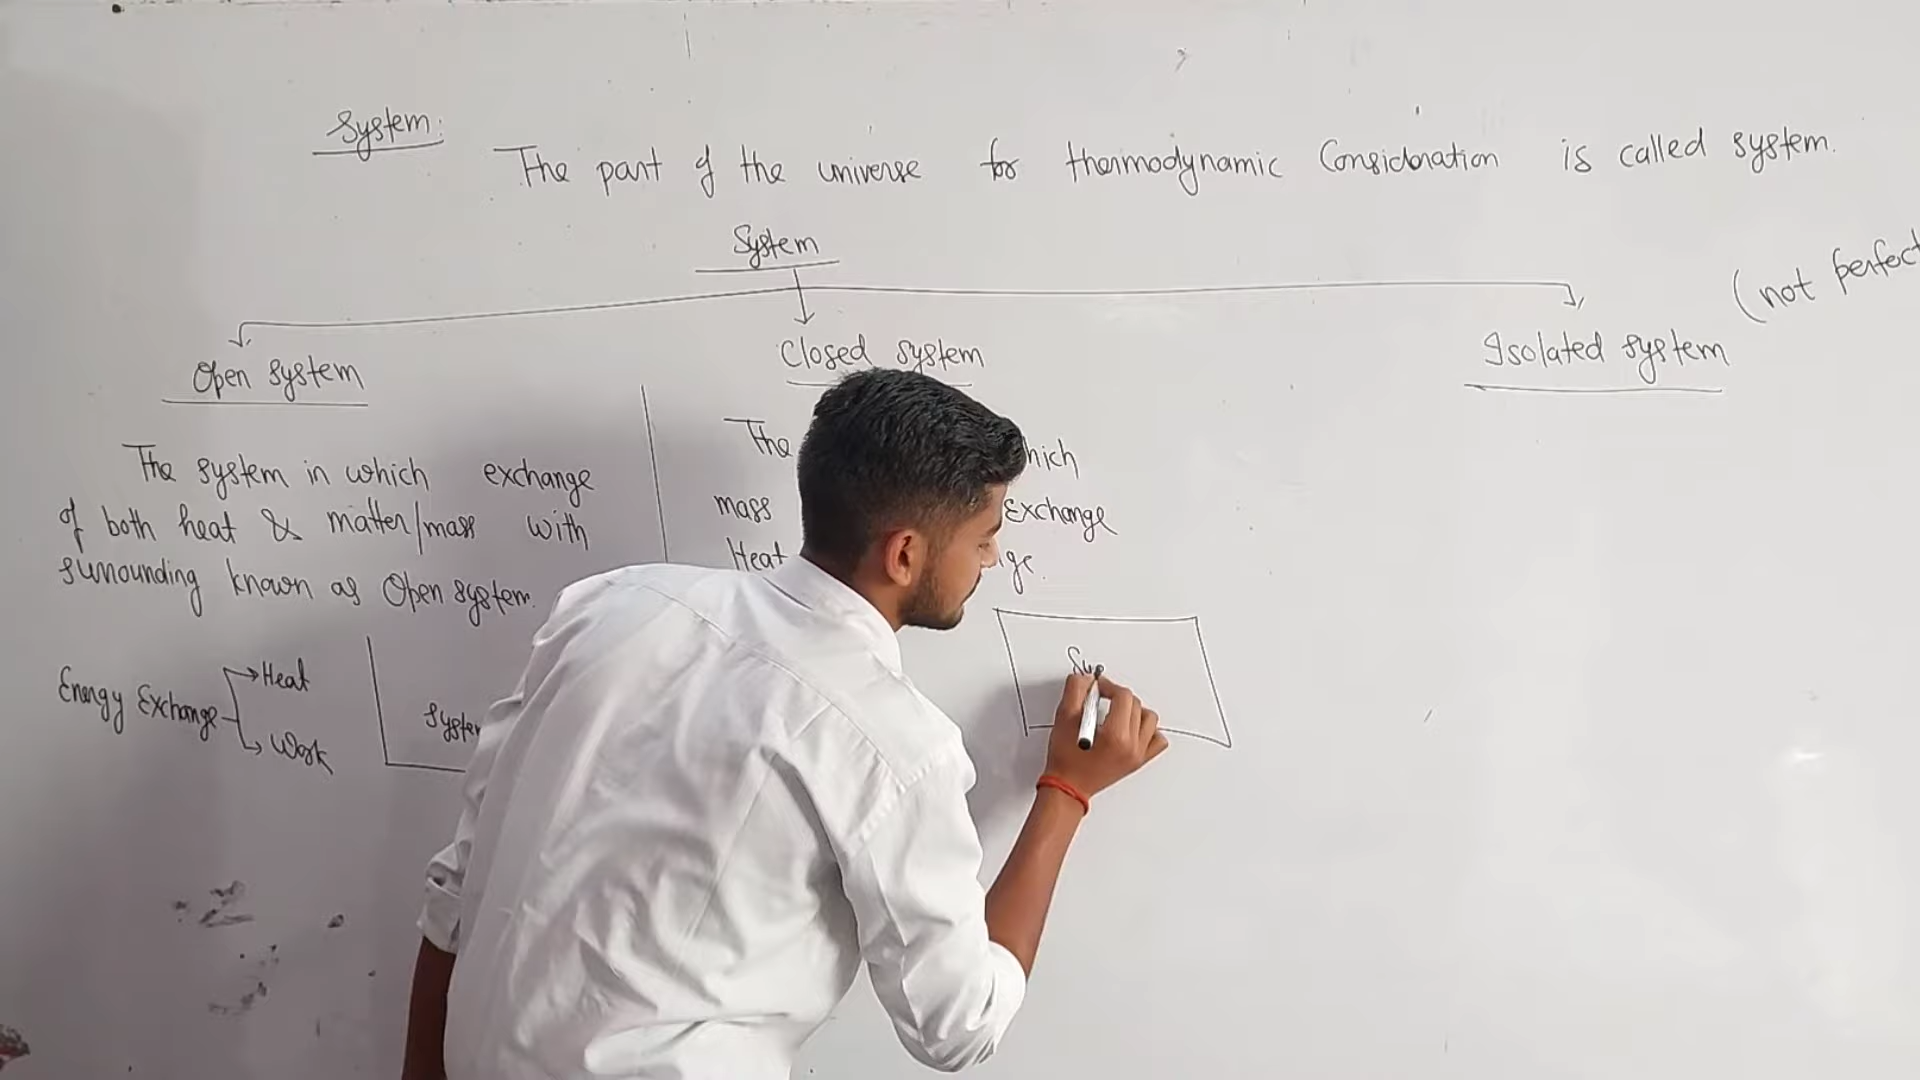 System:
The part of the universe for thermodynamic Consideration is called system.
System
(not perfect
Open system
Closed system
Isolated system
The system in which exchange
of both heat & matter/mass with
surrounding known as Open system.
Energy Exchange
Heat
Work
System
The
mass Exchange
Heat